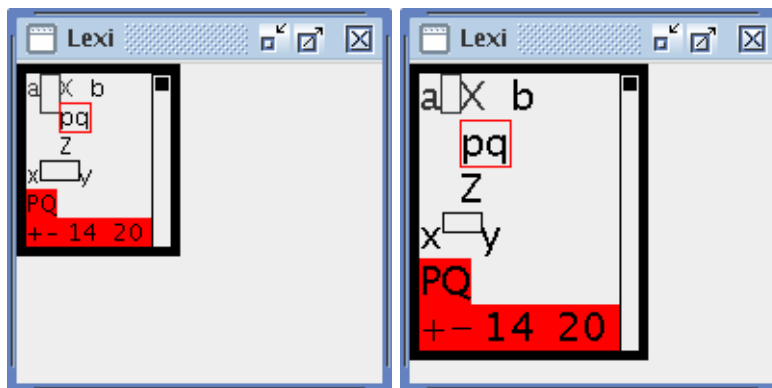 Lexi
a X b
pq
Z
x y
PQ
+- 14 20
Lexi
a X b
pq
Z
x y
PQ
+- 14 20